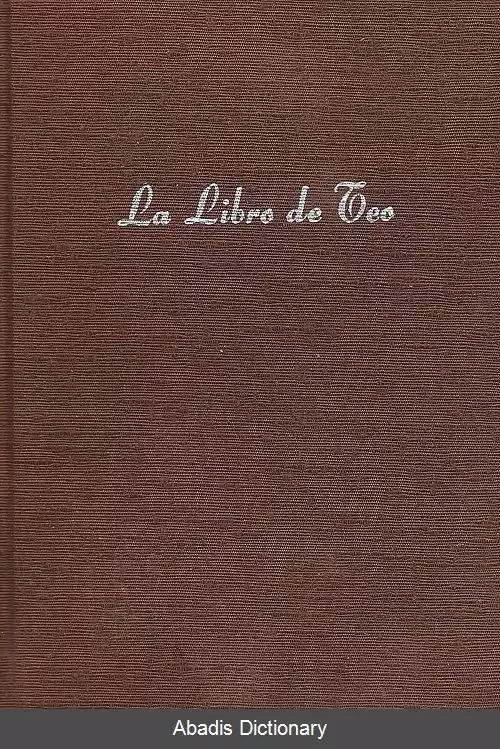 La Libro de Teo
Abadis Dictionary